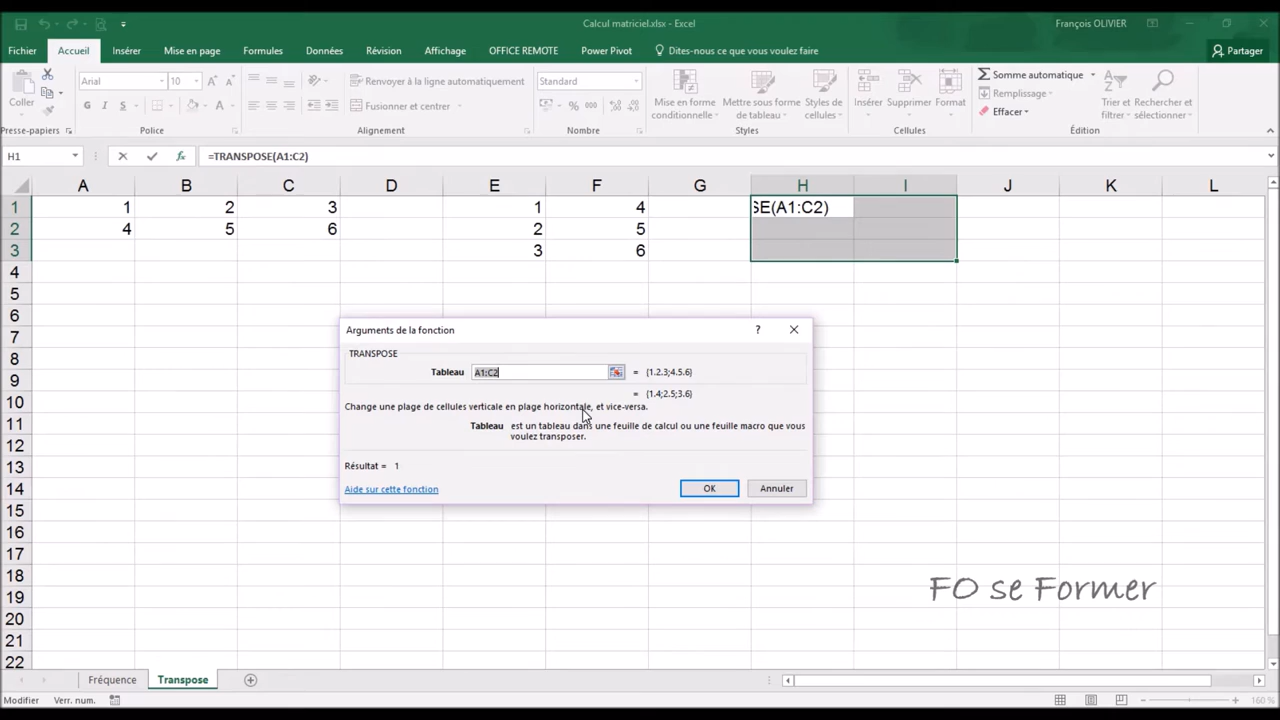 Calcul matriciel.xlsx - Excel
François OLIVIER
Fichier Accueil Insérer Mise en page Formules Données Révision Affichage OFFICE REMOTE Power Pivot Dites-nous ce que vous voulez faire Partager
Coller
Arial 10
Renvoyer à la ligne automatiquement
Fusionner et centrer
Standard
Mise en forme conditionnelle
Mettre sous forme de tableau
Styles de cellules
Insérer Supprimer Format
Somme automatique
Remplissage
Effacer
Trier et filtrer
Rechercher et sélectionner
G I S
% 000
Presse-papiers Police Alignement Nombre Styles Cellules Édition
H1 fx =TRANSPOSE(A1:C2)
A B C D E F G H I J K L
1 1 2 3 1 4 SE(A1:C2)
2 4 5 6 2 5
3 3 6
4
5
6
7
8
9
10
11
12
13
14
15
16
17
18
19
20
21
22
Arguments de la fonction ?
TRANSPOSE
Tableau A1:C2 = {1.2.3;4.5.6}
= {1.4;2.5;3.6}
Change une plage de cellules verticale en plage horizontale, et vice-versa.
Tableau est un tableau dans une feuille de calcul ou une feuille macro que vous
voulez transposer.
Résultat = 1
Aide sur cette fonction
OK Annuler
FO se Former
Fréquence Transpose
Modifier Verr. num. 160 %